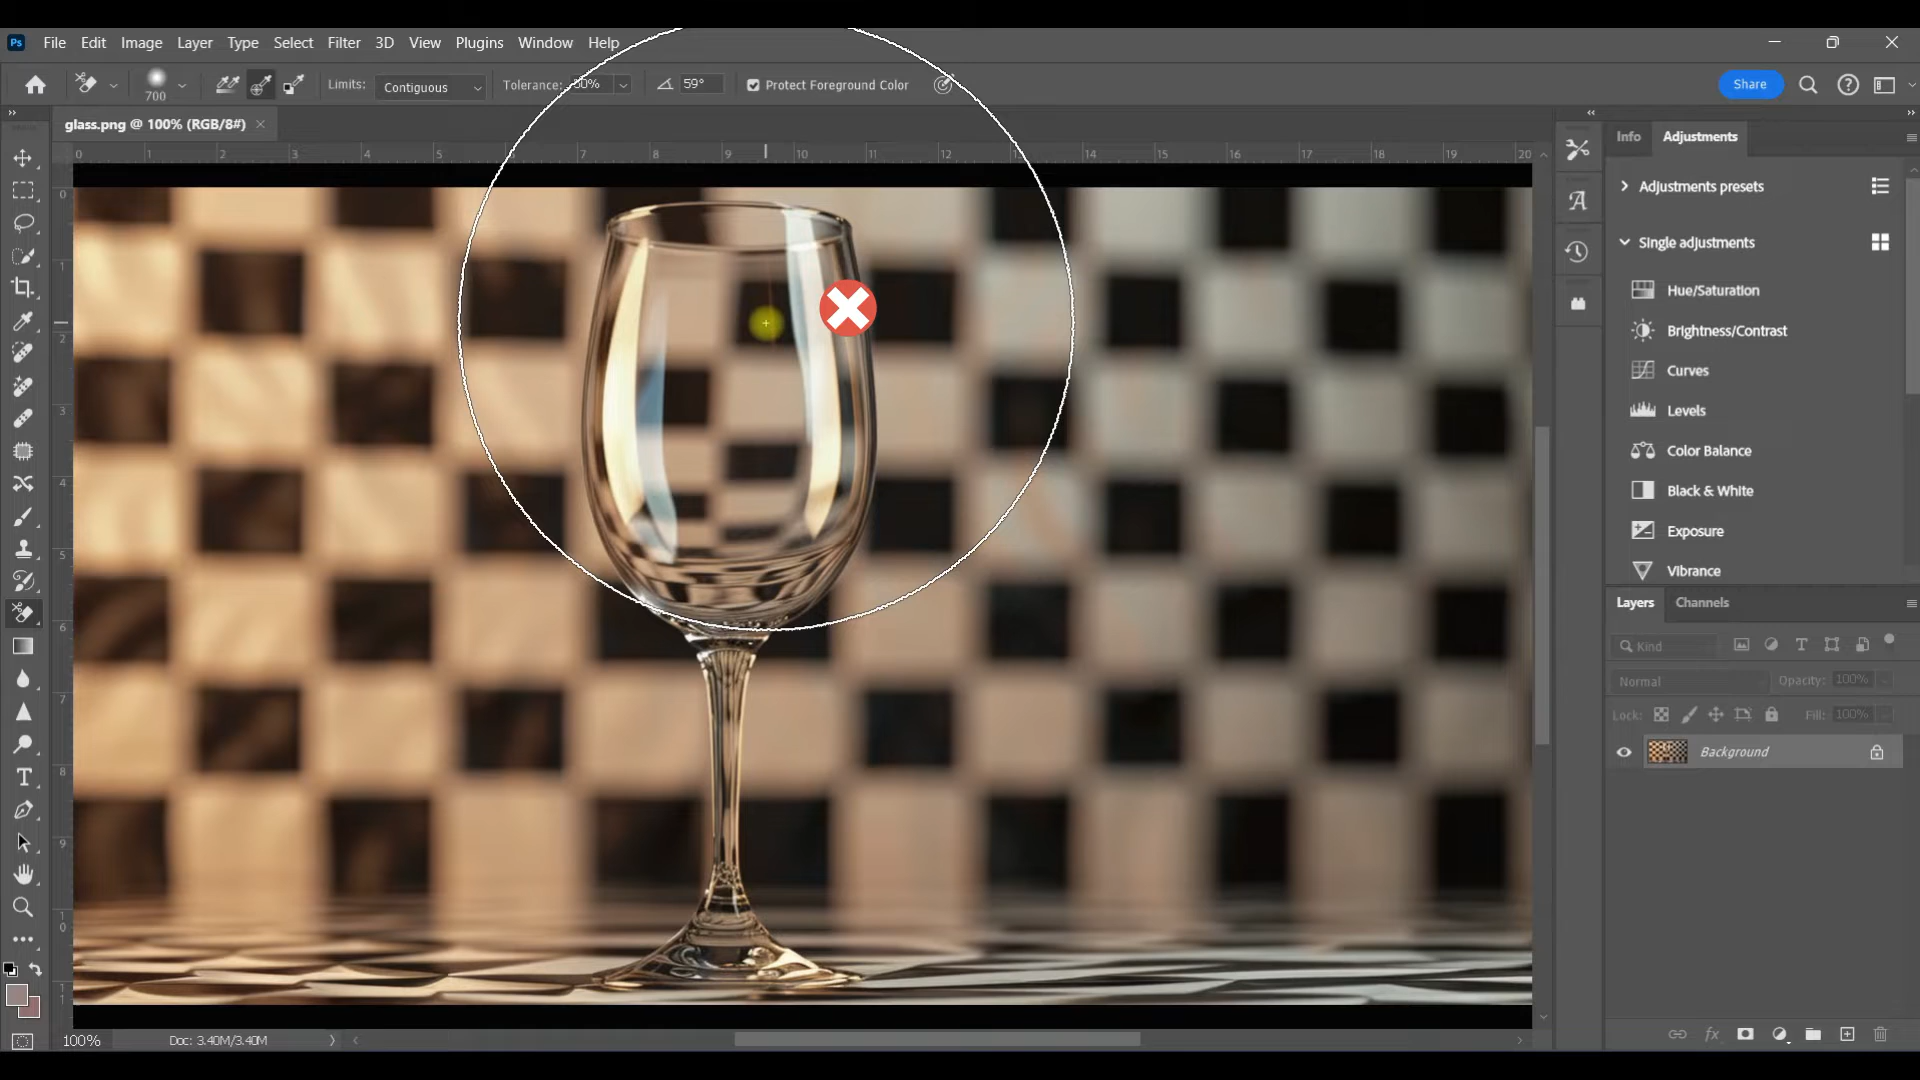 Ps File Edit Image Layer Type Select Filter 3D View Plugins Window Help
700 Limits: Contiguous Tolerance: 50% 59° Protect Foreground Color Share
glass.png @ 100% (RGB/8#)
0 1 2 3 4 5 6 7 8 9 10 11 12 13 14 15 16 17 18 19 20
0
1
2
3
4
5
6
7
8
9
10
11
Info Adjustments
Adjustments presets
Single adjustments
Hue/Saturation
Brightness/Contrast
Curves
Levels
Color Balance
Black & White
Exposure
Vibrance
Layers Channels
Kind
Normal Opacity: 100%
Lock: Fill: 100%
Background
100% Doc: 3.40M/3.40M
fx